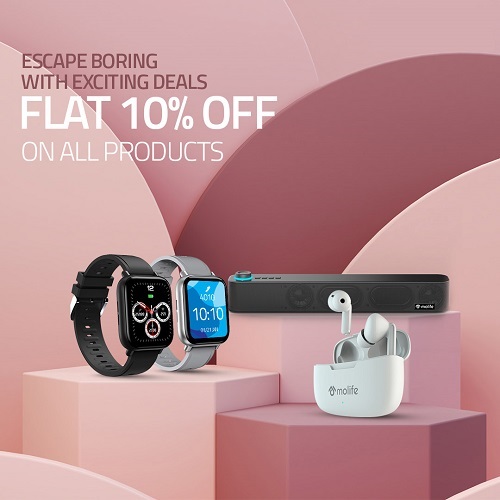 ESCAPE BORING
WITH EXCITING DEALS
FLAT 10% OFF
ON ALL PRODUCTS
molife
10:10
molife